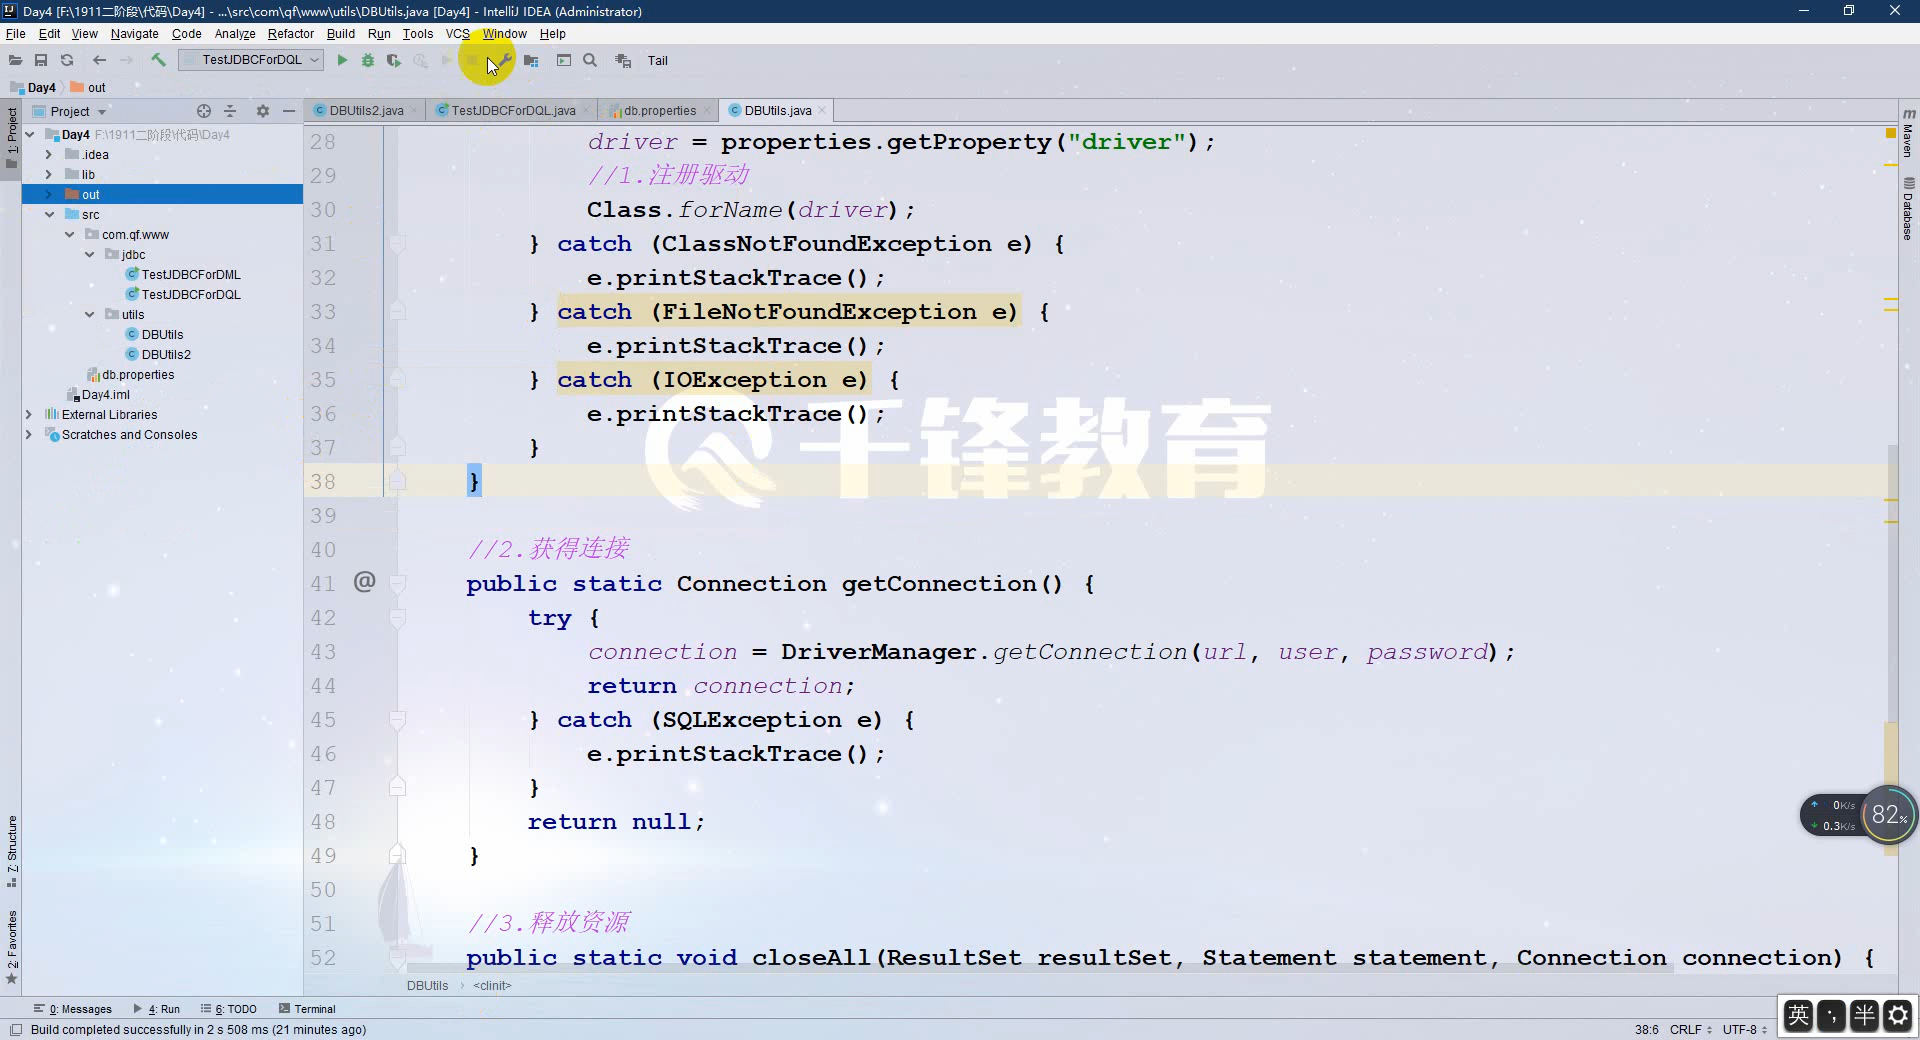 Day4 [F:\1911二阶段\代码\Day4] - ...\src\com\qf\www\utils\DBUtils.java [Day4] - IntelliJ IDEA (Administrator)
File Edit View Navigate Code Analyze Refactor Build Run Tools VCS Window Help
TestJDBCForDQL Tail
Day4 out
Project
DBUtils2.java TestJDBCForDQL.java db.properties DBUtils.java
1: Project
Day4 F:\1911二阶段\代码\Day4
.idea
lib
out
src
com.qf.www
jdbc
TestJDBCForDML
TestJDBCForDQL
utils
DBUtils
DBUtils2
db.properties
Day4.iml
External Libraries
Scratches and Consoles
7: Structure
2: Favorites
28 driver = properties.getProperty("driver");
29 //1.注册驱动
30 Class.forName(driver);
31 } catch (ClassNotFoundException e) {
32 e.printStackTrace();
33 } catch (FileNotFoundException e) {
34 e.printStackTrace();
35 } catch (IOException e) {
36 e.printStackTrace();
37 }
38 }
39
40 //2.获得连接
41 @ public static Connection getConnection() {
42 try {
43 connection = DriverManager.getConnection(url, user, password);
44 return connection;
45 } catch (SQLException e) {
46 e.printStackTrace();
47 }
48 return null;
49 }
50
51 //3.释放资源
52 public static void closeAll(ResultSet resultSet, Statement statement, Connection connection) {
千锋教育
Maven
Database
0K/s
0.3K/s
82%
DBUtils › <clinit>
0: Messages 4: Run 6: TODO Terminal
Build completed successfully in 2 s 508 ms (21 minutes ago)
38:6 CRLF UTF-8
英 ·, 半